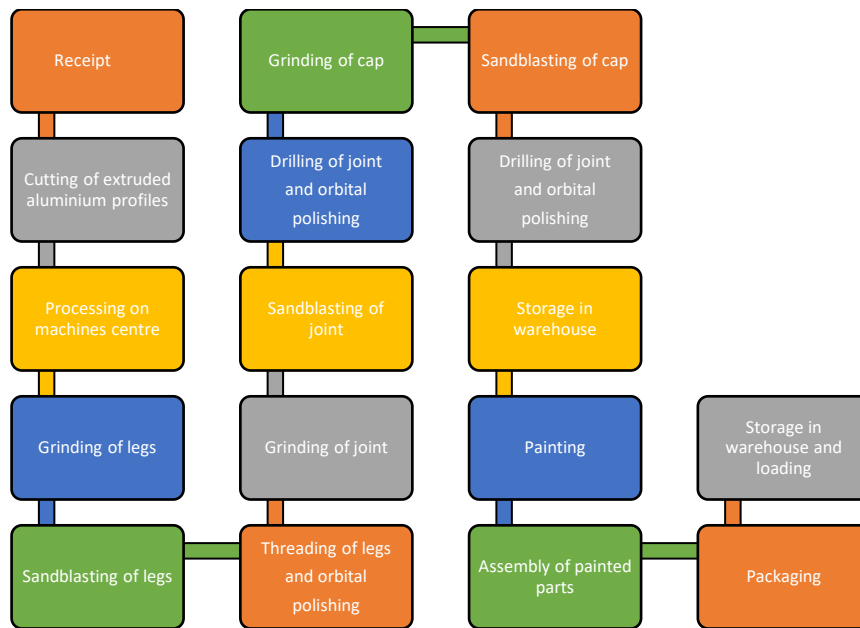 Receipt
Cutting of extruded
aluminium profiles
Processing on
machines centre
Grinding of legs
Sandblasting of legs
Threading of legs
and orbital
polishing
Grinding of joint
Sandblasting of
joint
Drilling of joint
and orbital
polishing
Grinding of cap
Sandblasting of cap
Drilling of joint
and orbital
polishing
Storage in
warehouse
Painting
Assembly of painted
parts
Packaging
Storage in
warehouse and
loading